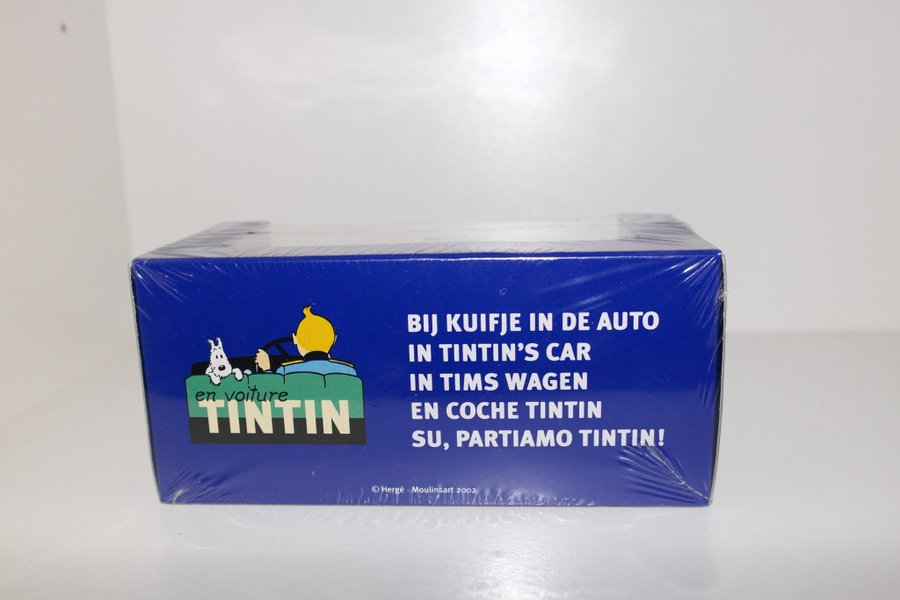 en voiture
TINTIN
BIJ KUIFJE IN DE AUTO
IN TINTIN'S CAR
IN TIMS WAGEN
EN COCHE TINTIN
SU, PARTIAMO TINTIN!
© Hergé - Moulinsart 2002